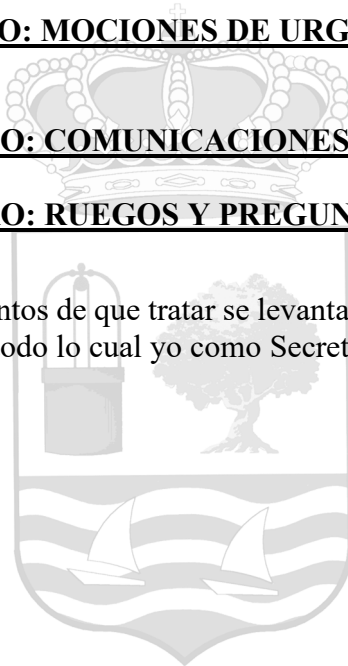 O: MOCIONES DE URG
O: COMUNICACIONES
O: RUEGOS Y PREGUN
ntos de que tratar se levanta
odo lo cual yo como Secret